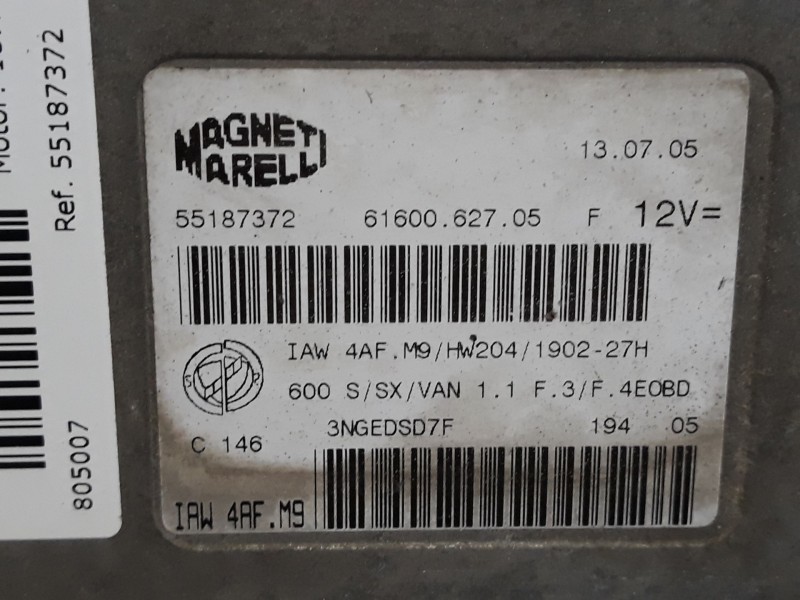 MAGNETI
MARELLI
13.07.05
55187372 61600.627.05 F 12V=
IAW 4AF.M9/HW204/1902-27H
600 S/SX/VAN 1.1 F.3/F.4EOBD
C 146
3NGEDSD7F 194 05
IAW 4AF.M9
Ref. 55187372
805007